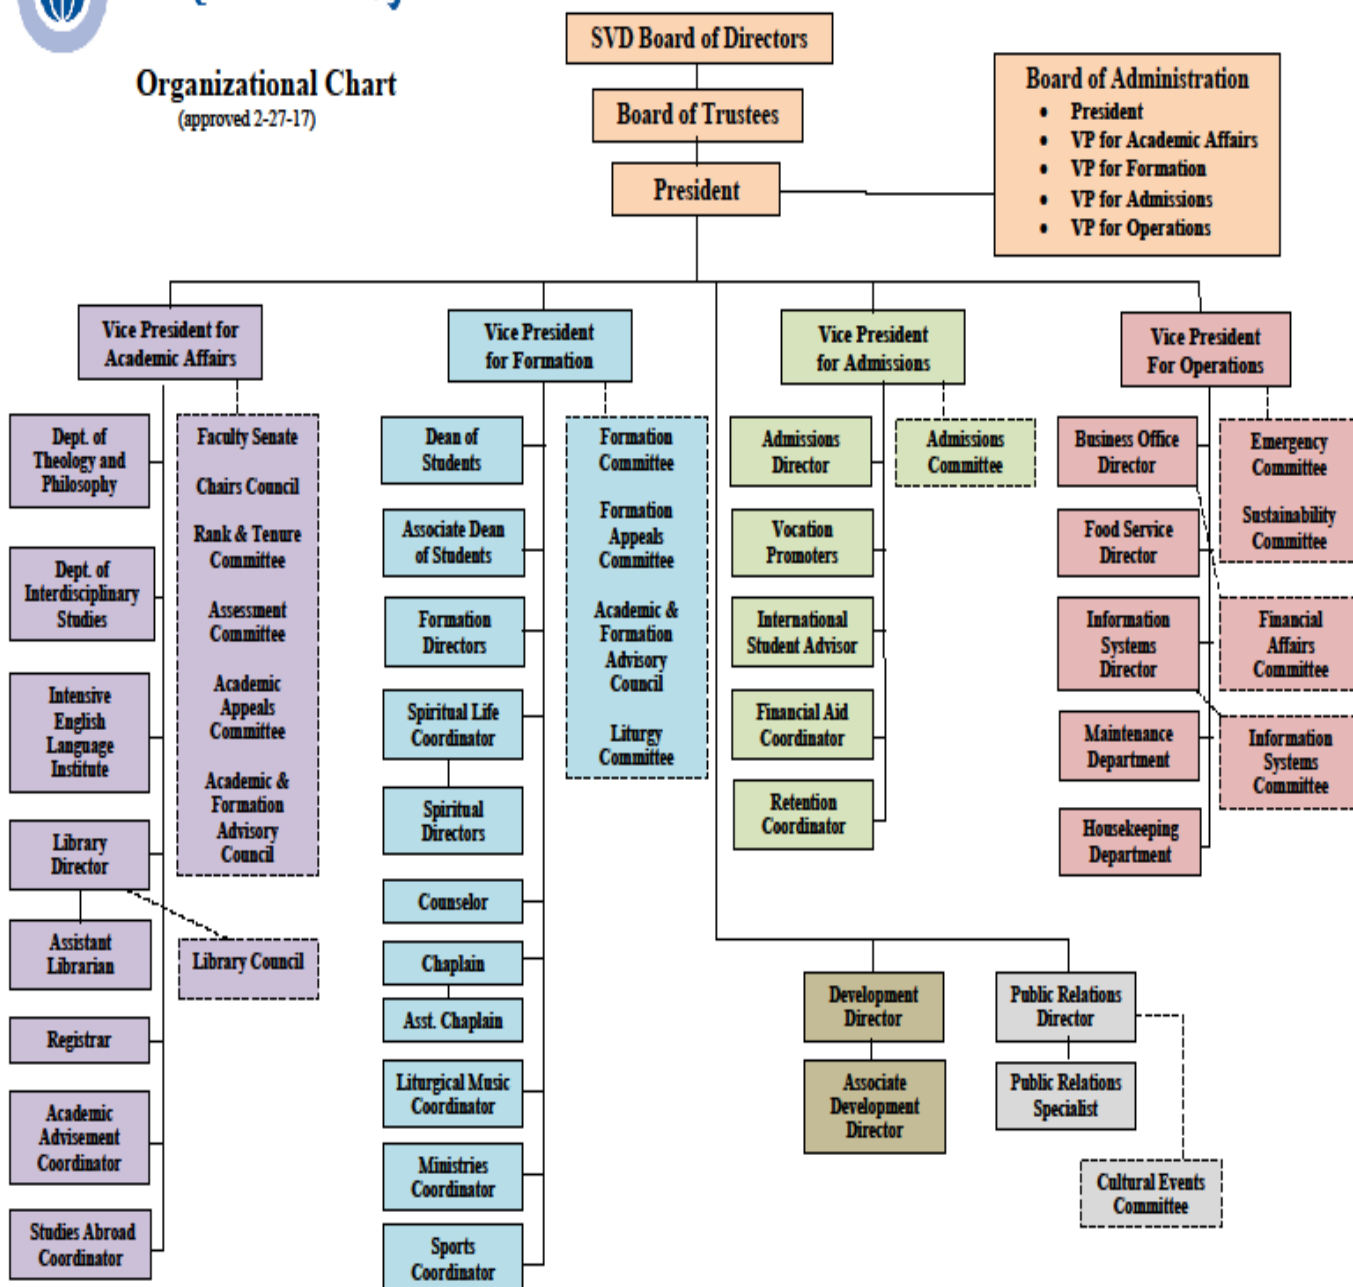 SVD Board of Directors
Organizational Chart
(approved 2-27-17)
Board of Trustees
President
Board of Administration
• President
• VP for Academic Affairs
• VP for Formation
• VP for Admissions
• VP for Operations
Vice President for
Academic Affairs
Dept. of
Theology and
Philosophy
Dept. of
Interdisciplinary
Studies
Intensive
English
Language
Institute
Library
Director
Assistant
Librarian
Registrar
Academic
Advisement
Coordinator
Studies Abroad
Coordinator
Faculty Senate
Chairs Council
Rank & Tenure
Committee
Assessment
Committee
Academic
Appeals
Committee
Academic &
Formation
Advisory
Council
Library Council
Vice President
for Formation
Dean of
Students
Associate Dean
of Students
Formation
Directors
Spiritual Life
Coordinator
Spiritual
Directors
Counselor
Chaplain
Asst. Chaplain
Liturgical Music
Coordinator
Ministries
Coordinator
Sports
Coordinator
Formation
Committee
Formation
Appeals
Committee
Academic &
Formation
Advisory
Council
Liturgy
Committee
Vice President
for Admissions
Admissions
Director
Vocation
Promoters
International
Student Advisor
Financial Aid
Coordinator
Retention
Coordinator
Admissions
Committee
Vice President
For Operations
Business Office
Director
Food Service
Director
Information
Systems
Director
Maintenance
Department
Housekeeping
Department
Emergency
Committee
Sustainability
Committee
Financial
Affairs
Committee
Information
Systems
Committee
Development
Director
Associate
Development
Director
Public Relations
Director
Public Relations
Specialist
Cultural Events
Committee